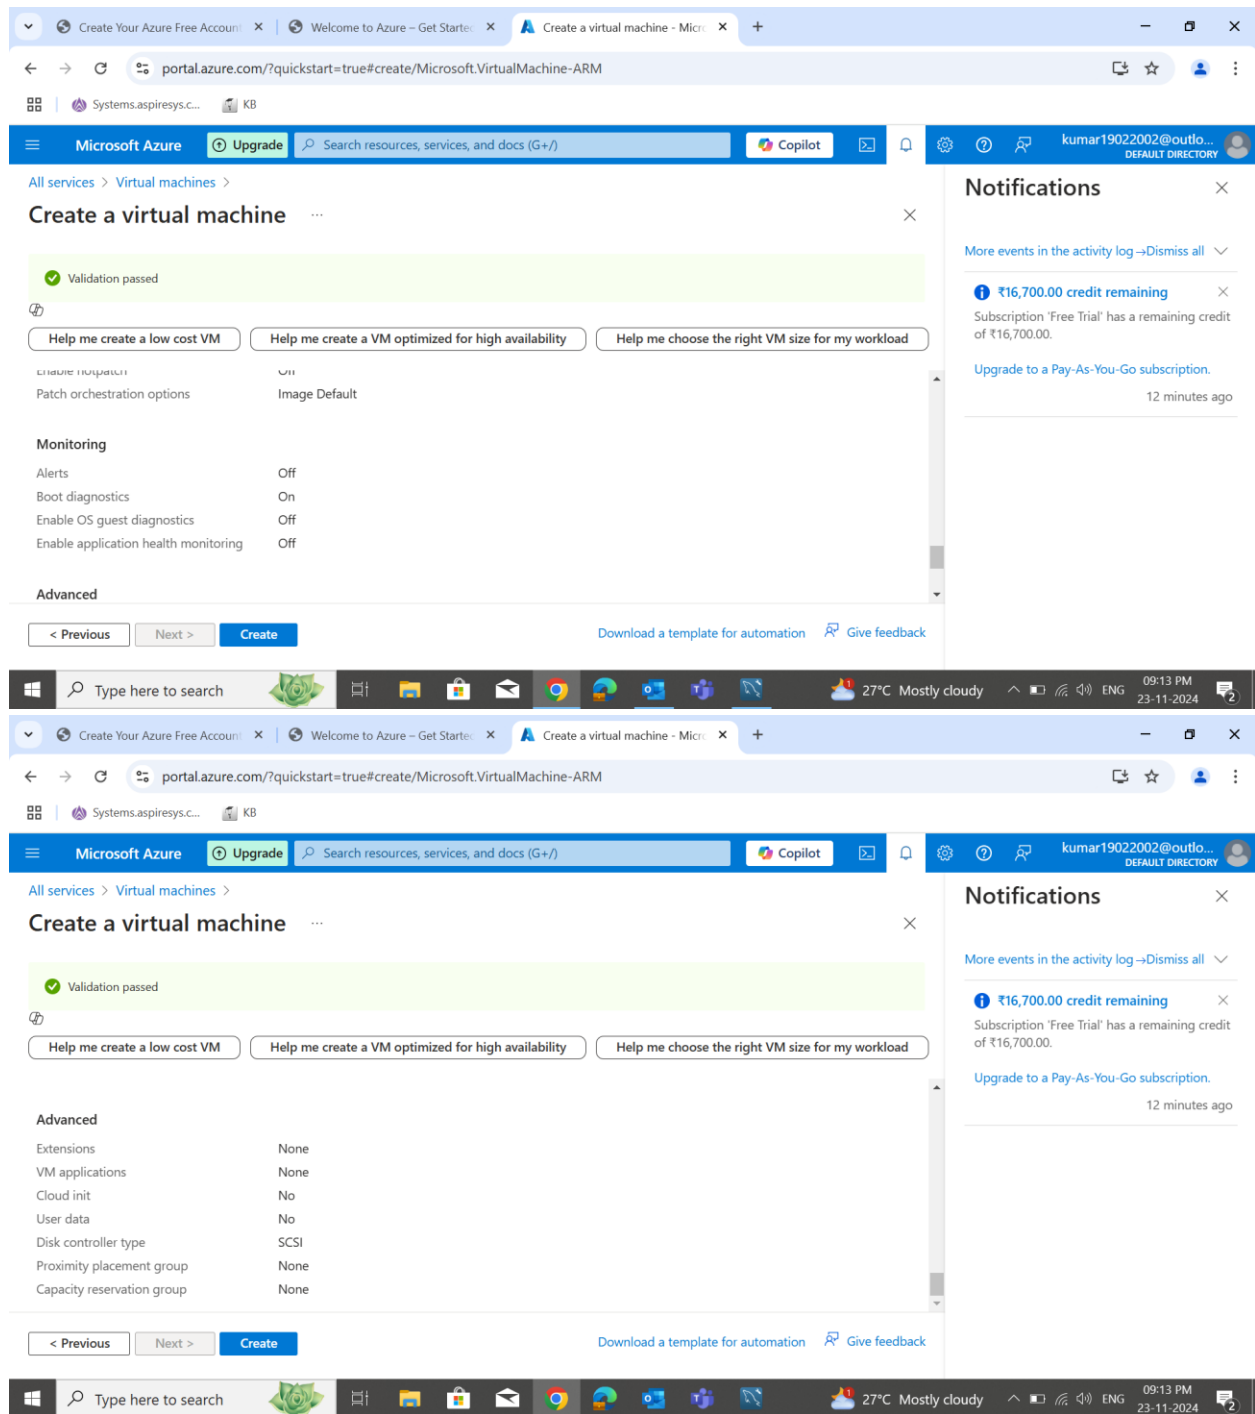 Create Your Azure Free Account
Welcome to Azure – Get Started
Create a virtual machine - Micro
portal.azure.com/?quickstart=true#create/Microsoft.VirtualMachine-ARM
Systems.aspiresys.c...
KB
Microsoft Azure
Upgrade
Search resources, services, and docs (G+/)
Copilot
kumar19022002@outlo...
DEFAULT DIRECTORY
All services > Virtual machines >
Create a virtual machine ...
Validation passed
Help me create a low cost VM
Help me create a VM optimized for high availability
Help me choose the right VM size for my workload
Enable hotpatch Off
Patch orchestration options Image Default
Monitoring
Alerts Off
Boot diagnostics On
Enable OS guest diagnostics Off
Enable application health monitoring Off
Advanced
< Previous
Next >
Create
Download a template for automation
Give feedback
Notifications
More events in the activity log → Dismiss all
₹16,700.00 credit remaining
Subscription 'Free Trial' has a remaining credit
of ₹16,700.00.
Upgrade to a Pay-As-You-Go subscription.
12 minutes ago
Type here to search
27°C Mostly cloudy
ENG
09:13 PM
23-11-2024
2
Create Your Azure Free Account
Welcome to Azure – Get Started
Create a virtual machine - Micro
portal.azure.com/?quickstart=true#create/Microsoft.VirtualMachine-ARM
Systems.aspiresys.c...
KB
Microsoft Azure
Upgrade
Search resources, services, and docs (G+/)
Copilot
kumar19022002@outlo...
DEFAULT DIRECTORY
All services > Virtual machines >
Create a virtual machine ...
Validation passed
Help me create a low cost VM
Help me create a VM optimized for high availability
Help me choose the right VM size for my workload
Advanced
Extensions None
VM applications None
Cloud init No
User data No
Disk controller type SCSI
Proximity placement group None
Capacity reservation group None
< Previous
Next >
Create
Download a template for automation
Give feedback
Notifications
More events in the activity log → Dismiss all
₹16,700.00 credit remaining
Subscription 'Free Trial' has a remaining credit
of ₹16,700.00.
Upgrade to a Pay-As-You-Go subscription.
12 minutes ago
Type here to search
27°C Mostly cloudy
ENG
09:13 PM
23-11-2024
2